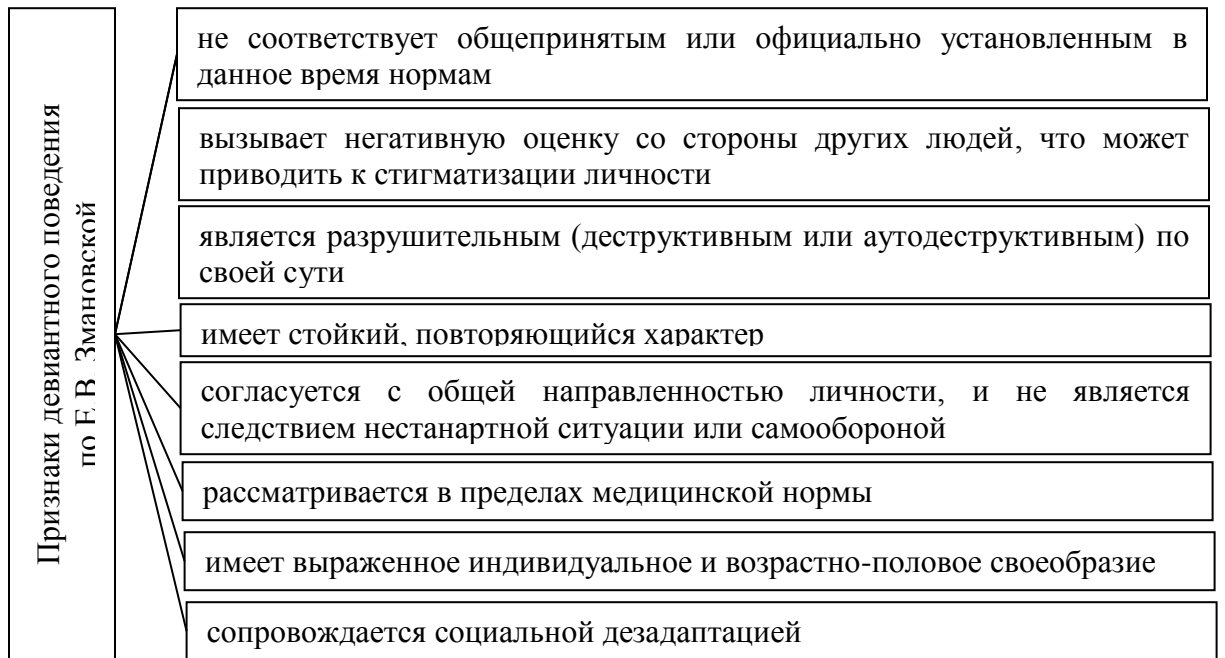 Признаки девиантного поведения
по Е.В. Змановской
не соответствует общепринятым или официально установленным в
данное время нормам
вызывает негативную оценку со стороны других людей, что может
приводить к стигматизации личности
является разрушительным (деструктивным или аутодеструктивным) по
своей сути
имеет стойкий, повторяющийся характер
согласуется с общей направленностью личности, и не является
следствием нестанартной ситуации или самообороной
рассматривается в пределах медицинской нормы
имеет выраженное индивидуальное и возрастно-половое своеобразие
сопровождается социальной дезадаптацией